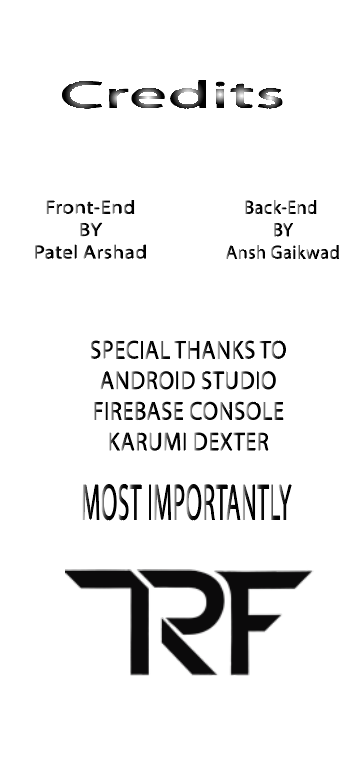 Credits
Front-End
BY
Patel Arshad
Back-End
BY
Ansh Gaikwad
SPECIAL THANKS TO
ANDROID STUDIO
FIREBASE CONSOLE
KARUMI DEXTER
MOST IMPORTANTLY
TRF